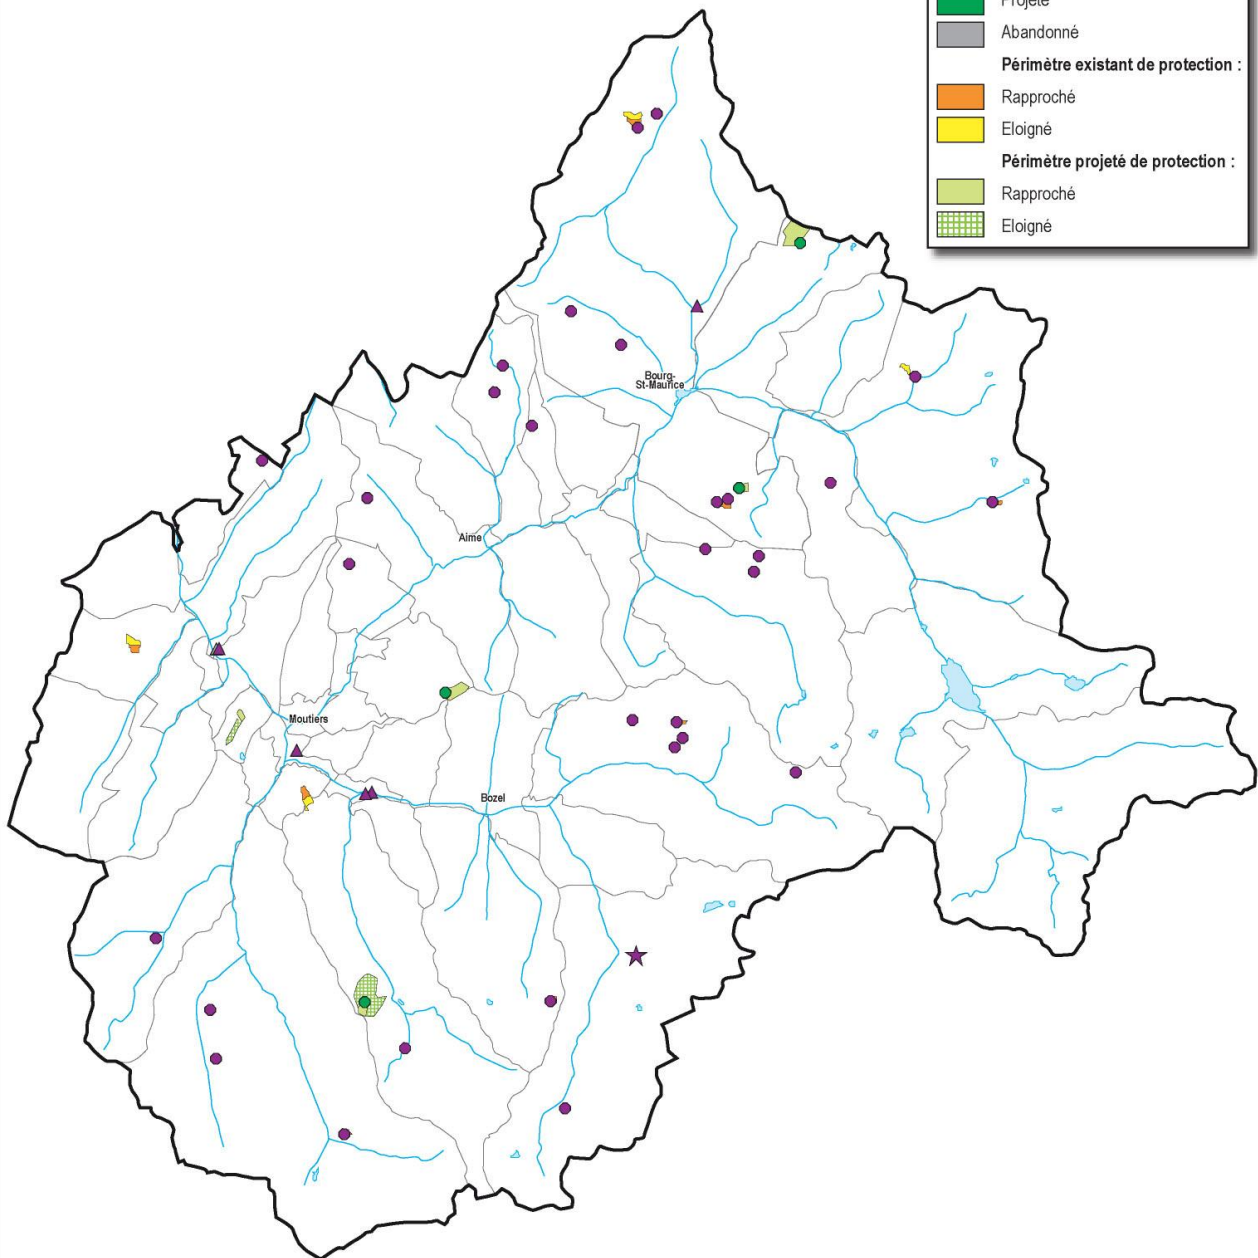 Projeté
Abandonné
Périmètre existant de protection :
Rapproché
Eloigné
Périmètre projeté de protection :
Rapproché
Eloigné
Bourg-
St-Maurice
Aime
Moutiers
Bozel